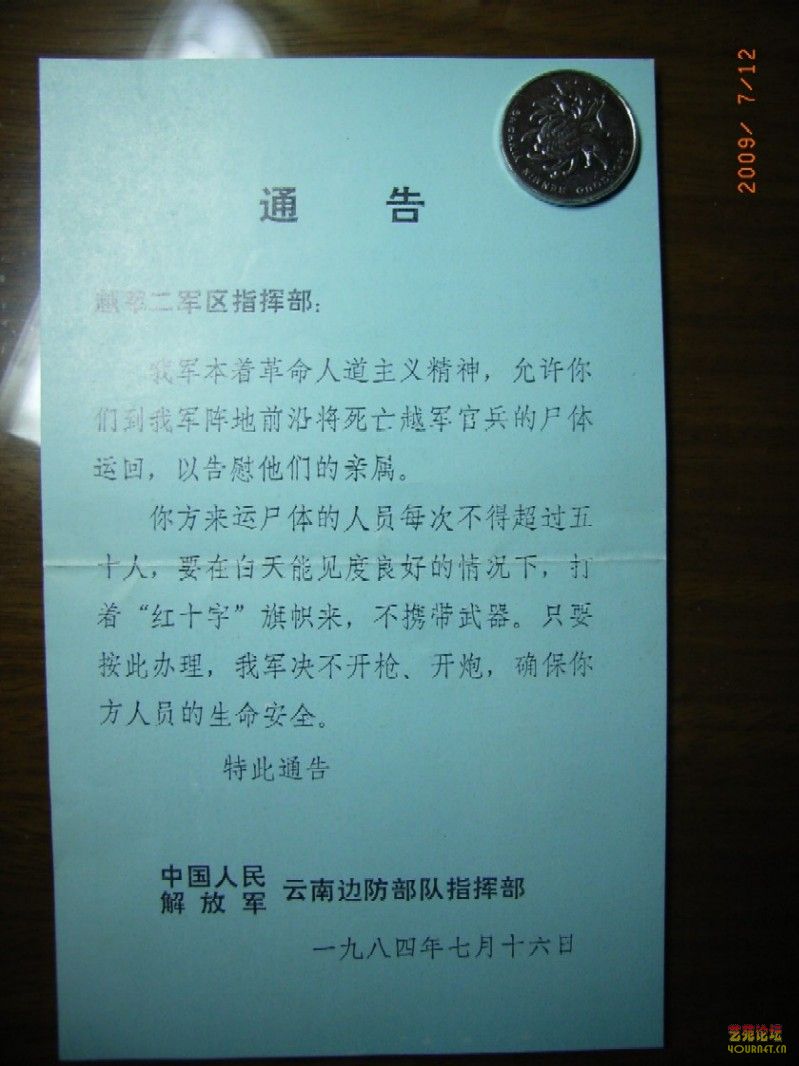 2009/ 7/12
通 告
越军二军区指挥部：
我军本着革命人道主义精神，允许你
们到我军阵地前沿将死亡越军官兵的尸体
运回，以告慰他们的亲属。
你方来运尸体的人员每次不得超过五
十人，要在白天能见度良好的情况下，打
着“红十字”旗帜来，不携带武器。只要
按此办理，我军决不开枪、开炮，确保你
方人员的生命安全。
特此通告
中国人民
解放军 云南边防部队指挥部
一九八四年七月十六日
艺苑论坛
YOURNET.CN